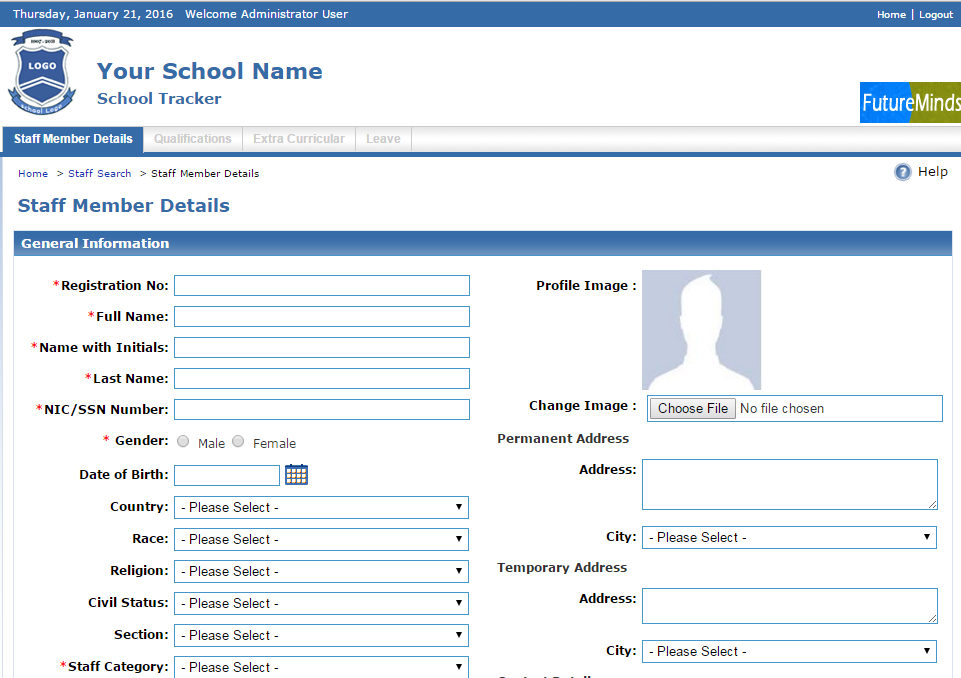 Thursday, January 21, 2016 Welcome Administrator User Home | Logout
LOGO
School Logo
Your School Name
School Tracker
FutureMinds
Staff Member Details Qualifications Extra Curricular Leave
Home > Staff Search > Staff Member Details
? Help
Staff Member Details
General Information
*Registration No:
*Full Name:
*Name with Initials:
*Last Name:
*NIC/SSN Number:
* Gender: Male Female
Date of Birth:
Country: - Please Select -
Race: - Please Select -
Religion: - Please Select -
Civil Status: - Please Select -
Section: - Please Select -
*Staff Category: - Please Select -
Profile Image :
Change Image : Choose File No file chosen
Permanent Address
Address:
City: - Please Select -
Temporary Address
Address:
City: - Please Select -